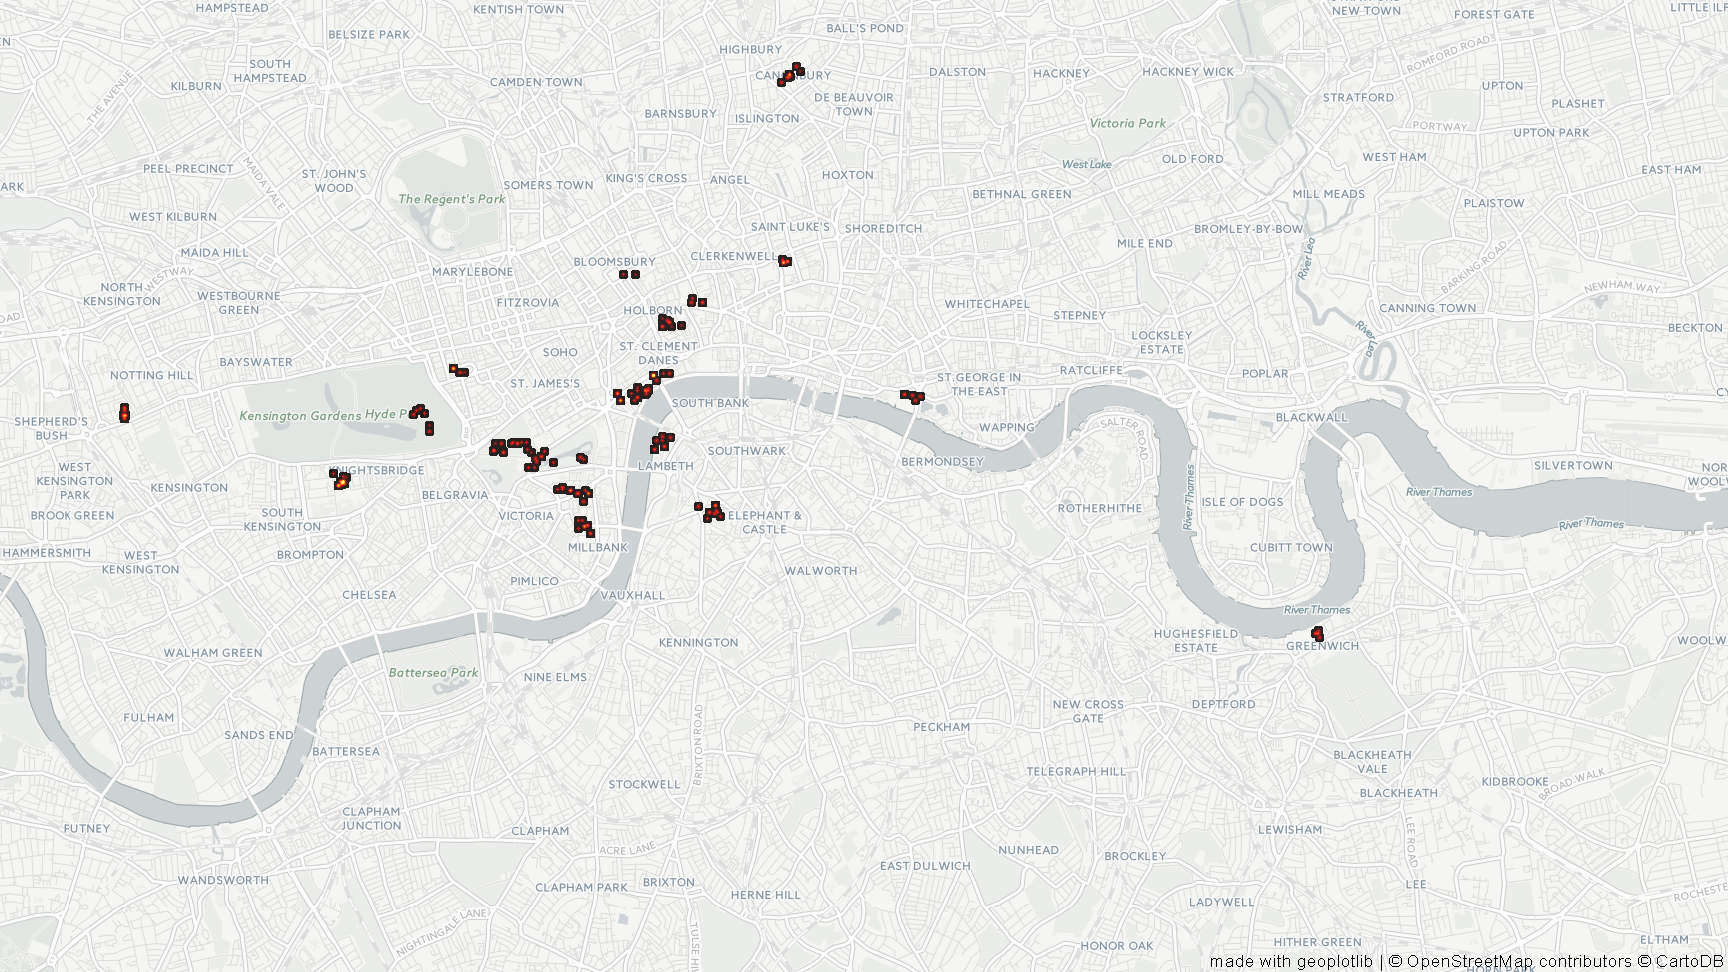 HAMPSTEAD
KENTISH TOWN
NEW TOWN
FOREST GATE
BELSIZE PARK
BALL'S POND
HIGHBURY
SOUTH
HAMPSTEAD
CANONBURY
DALSTON
HACKNEY
HACKNEY WICK
ROMFORD ROAD
KILBURN
THE AVENUE
CAMDEN TOWN
UPTON
STRATFORD
DE BEAUVOIR
TOWN
PLASHET
BARNSBURY
ISLINGTON
Victoria Park
PORTWAY
UPTON PARK
PEEL PRECINCT
MAIDA VALE
ST. JOHN'S
WOOD
West Lake
OLD FORD
WEST HAM
EAST HAM
ARK
SOMERS TOWN
KING'S CROSS
ANGEL
HOXTON
The Regent's Park
BETHNAL GREEN
MILL MEADS
PLAISTOW
WEST KILBURN
SAINT LUKE'S
SHOREDITCH
BROMLEY-BY-BOW
MAIDA HILL
MILE END
River Lea
BARKING ROAD
BLOOMSBURY
CLERKENWELL
WESTWAY
MARYLEBONE
NORTH
KENSINGTON
WESTBOURNE
GREEN
FITZROVIA
HOLBORN
WHITECHAPEL
STEPNEY
CANNING TOWN
NEWHAM WAY
ROAD
BECKTON
LOCKSLEY
ESTATE
River
Lea
ST. CLEMENT
DANES
SOHO
BAYSWATER
NOTTING HILL
ST. JAMES'S
ST.GEORGE IN
THE EAST
RATCLIFFE
POPLAR
SOUTH BANK
Kensington Gardens
Hyde P
BLACKWALL
SHEPHERD'S
BUSH
WAPPING
SALTER ROAD
SOUTHWARK
LAMBETH
BERMONDSEY
KNIGHTSBRIDGE
WEST
KENSINGTON
PARK
KENSINGTON
SILVERTOWN
BELGRAVIA
River Thames
River Thames
ISLE OF DOGS
ROTHERHITHE
BROOK GREEN
SOUTH
KENSINGTON
VICTORIA
ELEPHANT &
CASTLE
River Thames
HAMMERSMITH
WEST
KENSINGTON
BROMPTON
MILLBANK
CUBITT TOWN
PIMLICO
WALWORTH
CHELSEA
VAUXHALL
River Thames
HUGHESFIELD
ESTATE
GREENWICH
KENNINGTON
WALHAM GREEN
Battersea Park
NINE ELMS
FULHAM
NEW CROSS
GATE
DEPTFORD
SANDS END
BATTERSEA
BRIXTON ROAD
PECKHAM
BLACKHEATH
VALE
TELEGRAPH HILL
KIDBROOKE
BROAD WALK
STOCKWELL
BLACKHEATH
CLAPHAM
JUNCTION
CLAPHAM
LEWISHAM
LEE ROAD
ACRE LANE
NUNHEAD
BROCKLEY
EAST DULWICH
WANDSWORTH
CLAPHAM PARK
BRIXTON
HERNE HILL
LEE
LADYWELL
NIGHTINGALE LANE
HONOR OAK
HITHER GREEN
ELTHAM
made with geoplotlib | © OpenStreetMap contributors © CartoDB